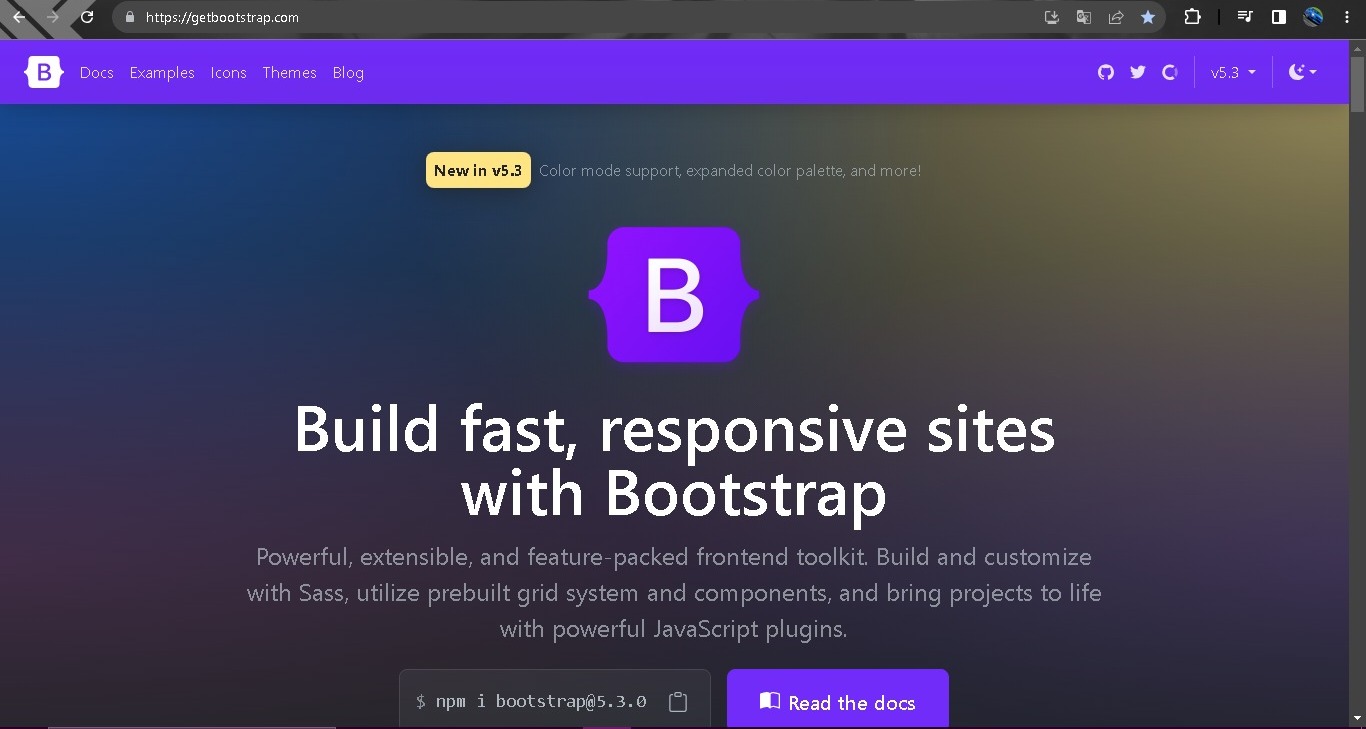 https://getbootstrap.com
B Docs Examples Icons Themes Blog v5.3
New in v5.3 Color mode support, expanded color palette, and more!
B
Build fast, responsive sites
with Bootstrap
Powerful, extensible, and feature-packed frontend toolkit. Build and customize
with Sass, utilize prebuilt grid system and components, and bring projects to life
with powerful JavaScript plugins.
$ npm i bootstrap@5.3.0 Read the docs